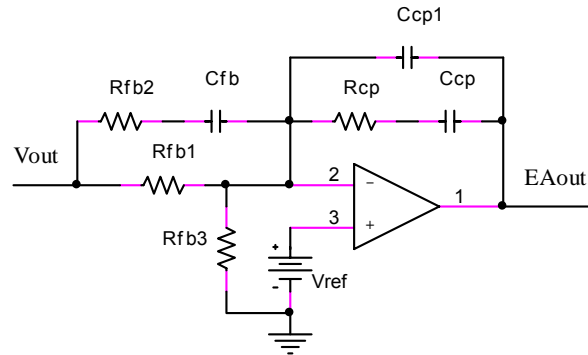 Ccp1
Rfb2
Cfb
Rcp
Ccp
Vout
Rfb1
2
−
1
EAout
3
+
Rfb3
+
-
Vref